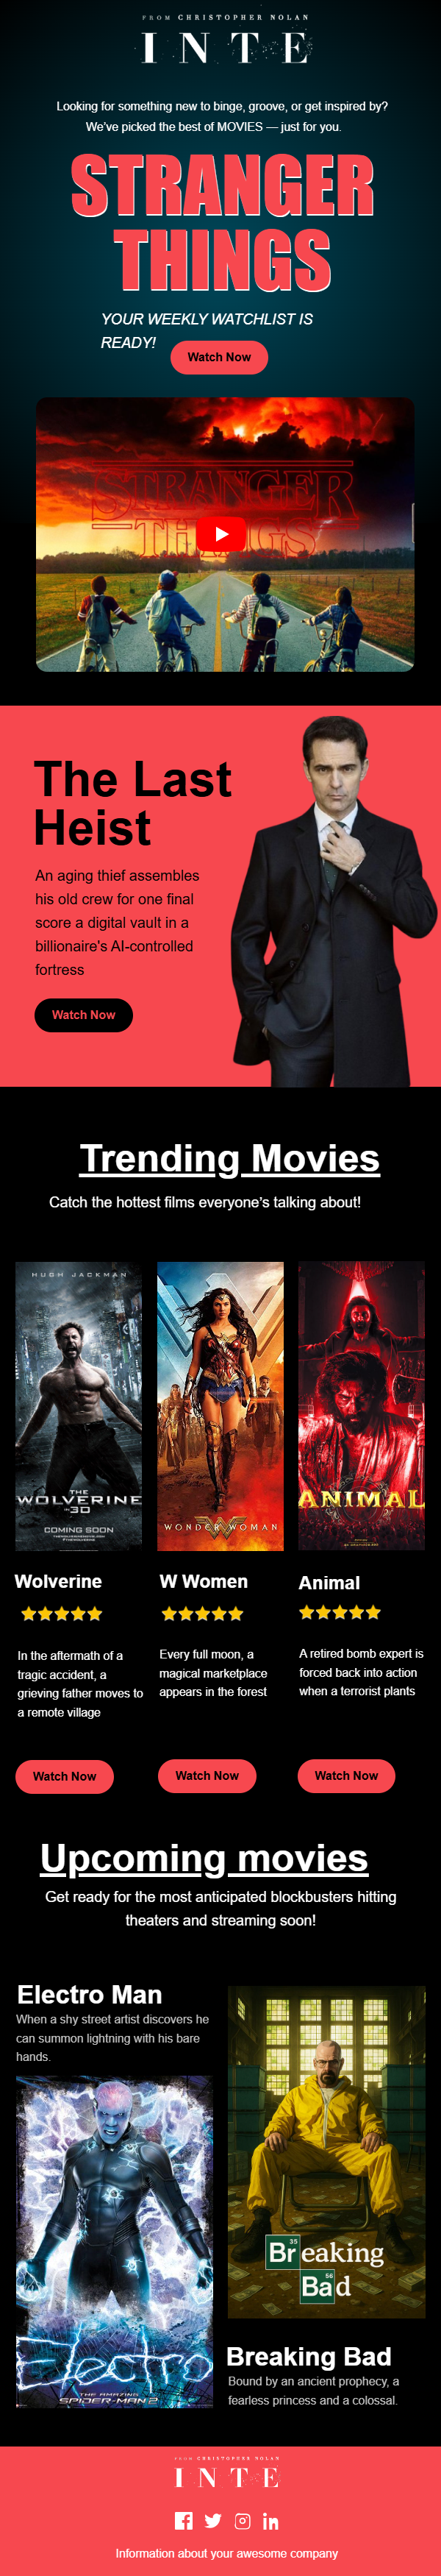 FROM CHRISTOPHER NOLAN
INTE
Looking for something new to binge, groove, or get inspired by?
We've picked the best of MOVIES — just for you.
STRANGER
THINGS
YOUR WEEKLY WATCHLIST IS
READY!
Watch Now
STRANGER
THINGS
The Last
Heist
An aging thief assembles
his old crew for one final
score a digital vault in a
billionaire's AI-controlled
fortress
Watch Now
Trending Movies
Catch the hottest films everyone's talking about!
HUGH JACKMAN
THE
WOLVERINE
IN 3D
COMING SOON
WONDER WOMAN
ANIMAL
Wolverine
W Women
Animal
In the aftermath of a
tragic accident, a
grieving father moves to
a remote village
Every full moon, a
magical marketplace
appears in the forest
A retired bomb expert is
forced back into action
when a terrorist plants
Watch Now
Watch Now
Watch Now
Upcoming movies
Get ready for the most anticipated blockbusters hitting
theaters and streaming soon!
Electro Man
When a shy street artist discovers he
can summon lightning with his bare
hands.
Electro
THE AMAZING
SPIDER-MAN 2
35
Breaking
56
Bad
Breaking Bad
Bound by an ancient prophecy, a
fearless princess and a colossal.
FROM CHRISTOPHER NOLAN
INTE
Information about your awesome company